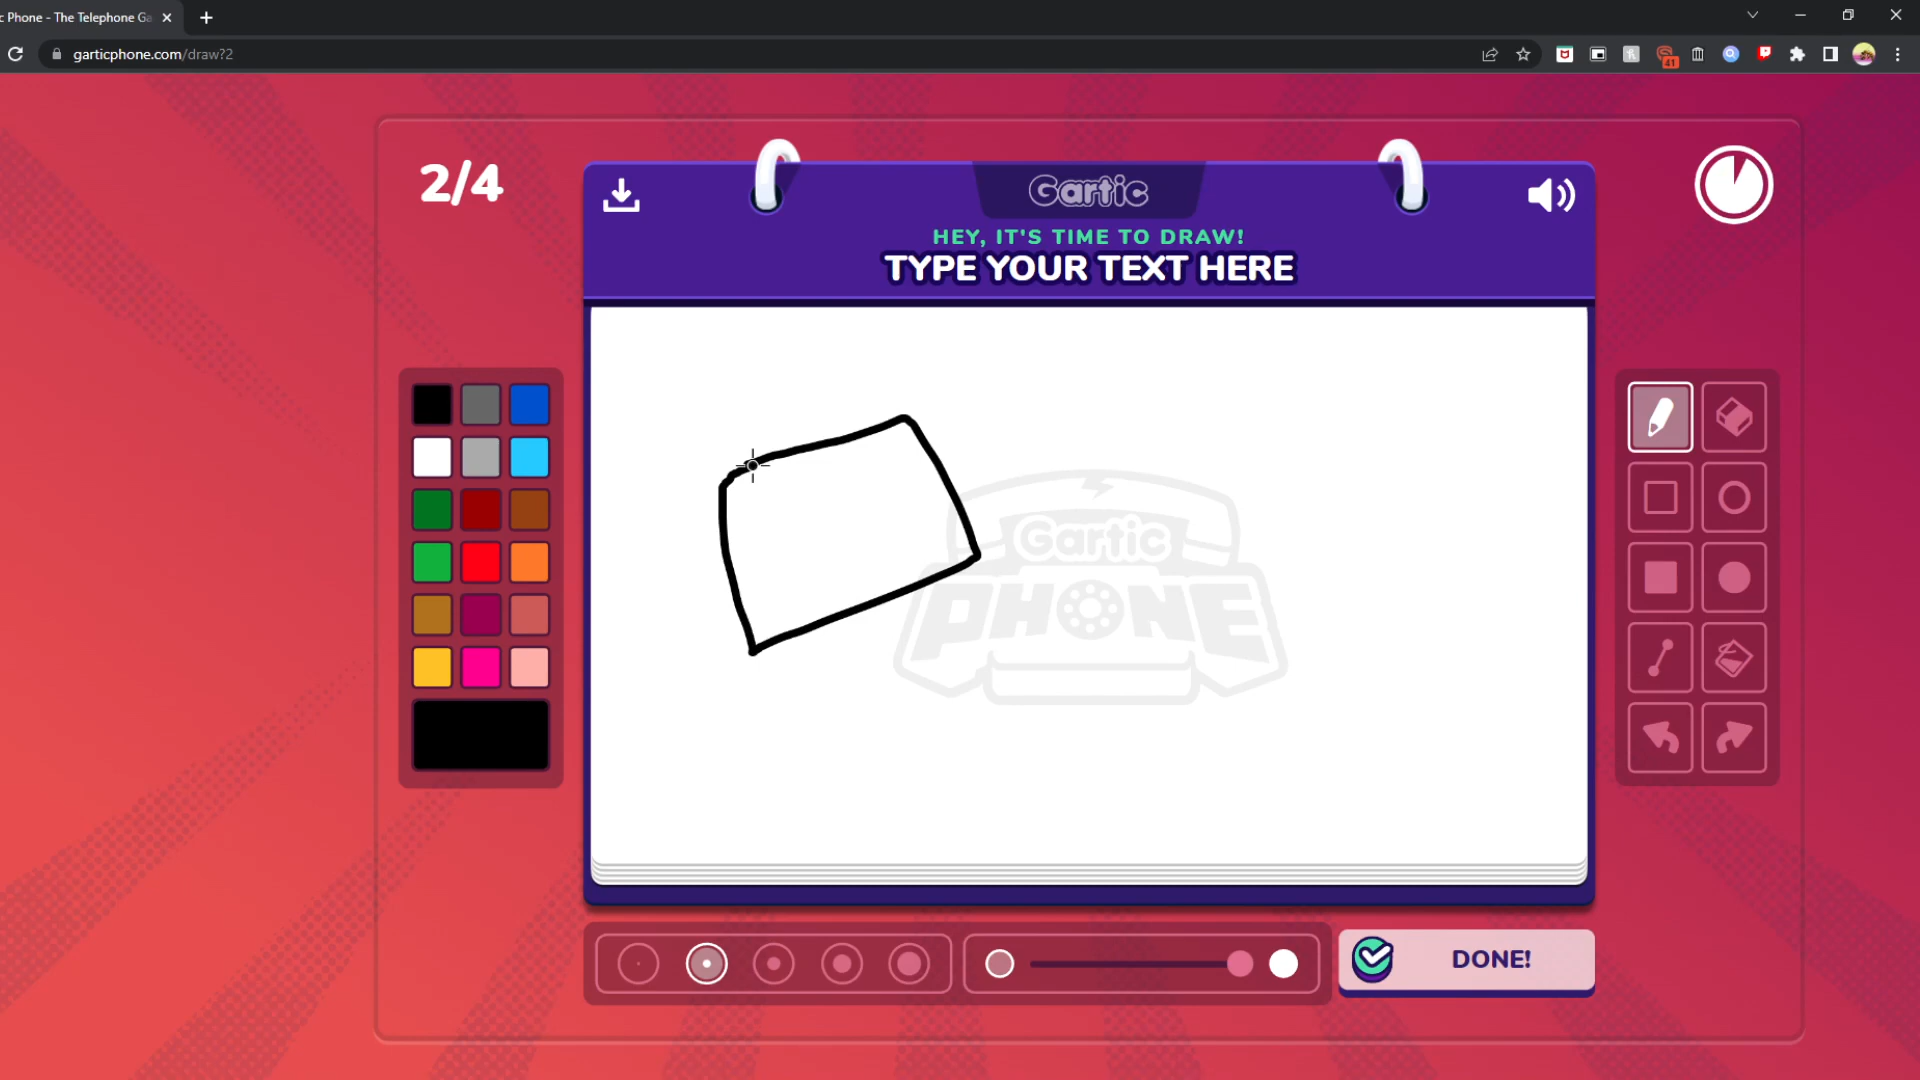 c Phone - The Telephone Ga
garticphone.com/draw?2
41
2/4
Gartic
HEY, IT'S TIME TO DRAW!
TYPE YOUR TEXT HERE
Gartic
PHONE
DONE!